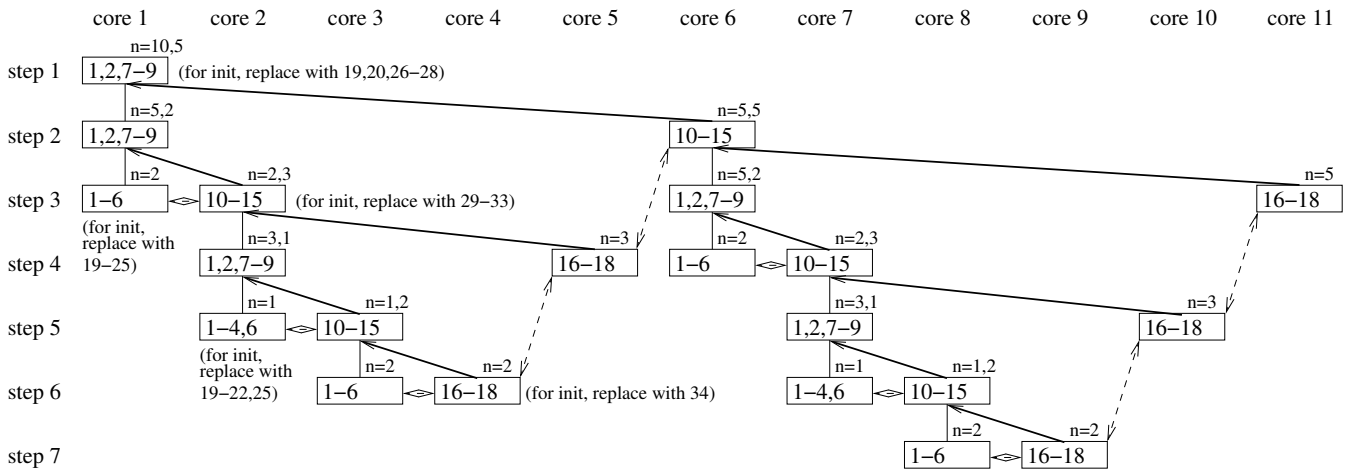 core 1 core 2 core 3 core 4 core 5 core 6 core 7 core 8 core 9 core 10 core 11
n=10,5
step 1 1,2,7−9 (for init, replace with 19,20,26−28)
n=5,2 n=5,5
step 2 1,2,7−9 10−15
n=2 n=2,3 n=5,2 n=5
step 3 1−6 10−15 (for init, replace with 29−33) 1,2,7−9 16−18
(for init,
replace with
19−25)
n=3,1 n=3 n=2 n=2,3
step 4 1,2,7−9 16−18 1−6 10−15
n=1 n=1,2 n=3,1 n=3
step 5 1−4,6 10−15 1,2,7−9 16−18
(for init,
replace with
19−22,25)
n=2 n=2 n=1 n=1,2
step 6 1−6 16−18 (for init, replace with 34) 1−4,6 10−15
n=2 n=2
step 7 1−6 16−18